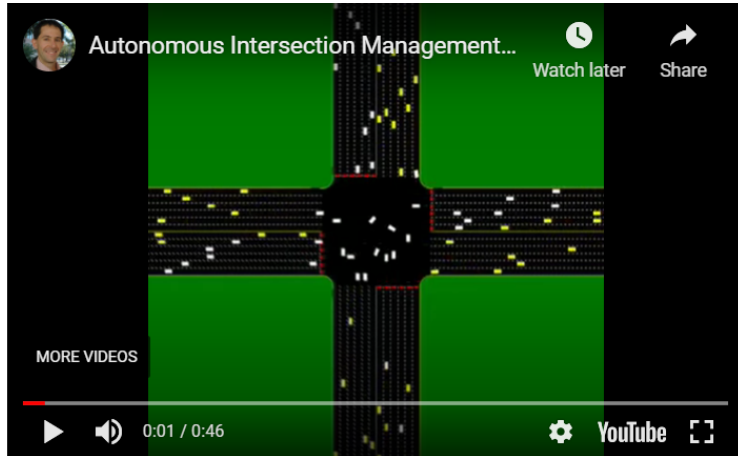 Autonomous Intersection Management...
Watch later
Share
MORE VIDEOS
0:01 / 0:46
YouTube